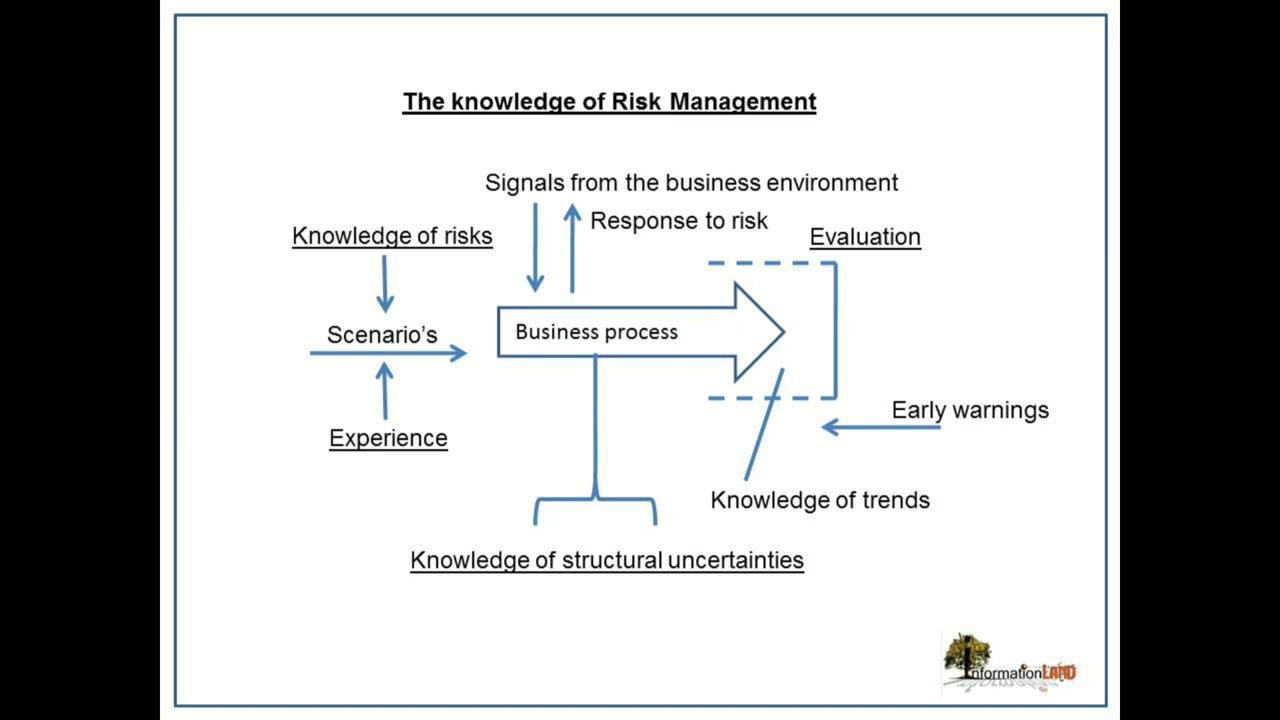 The knowledge of Risk Management
Signals from the business environment
Response to risk
Knowledge of risks
Evaluation
Scenario's
Business process
Early warnings
Experience
Knowledge of trends
Knowledge of structural uncertainties
InformationLAND